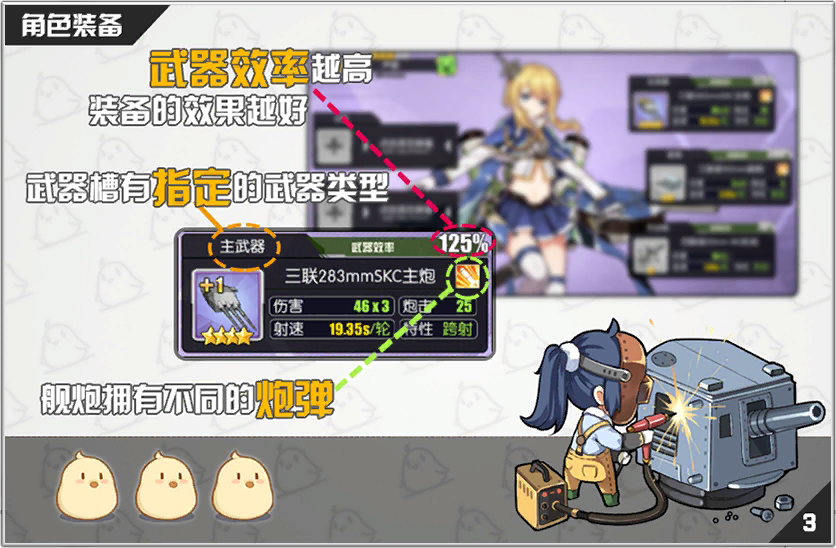 角色装备
武器效率越高
装备的效果越好
武器槽有指定的武器类型
主武器
武器效率
125%
三联283mmSKC主炮
+1
伤害 46 x 3 炮击 25
射速 19.35s/轮 特性 跨射
舰炮拥有不同的炮弹
3